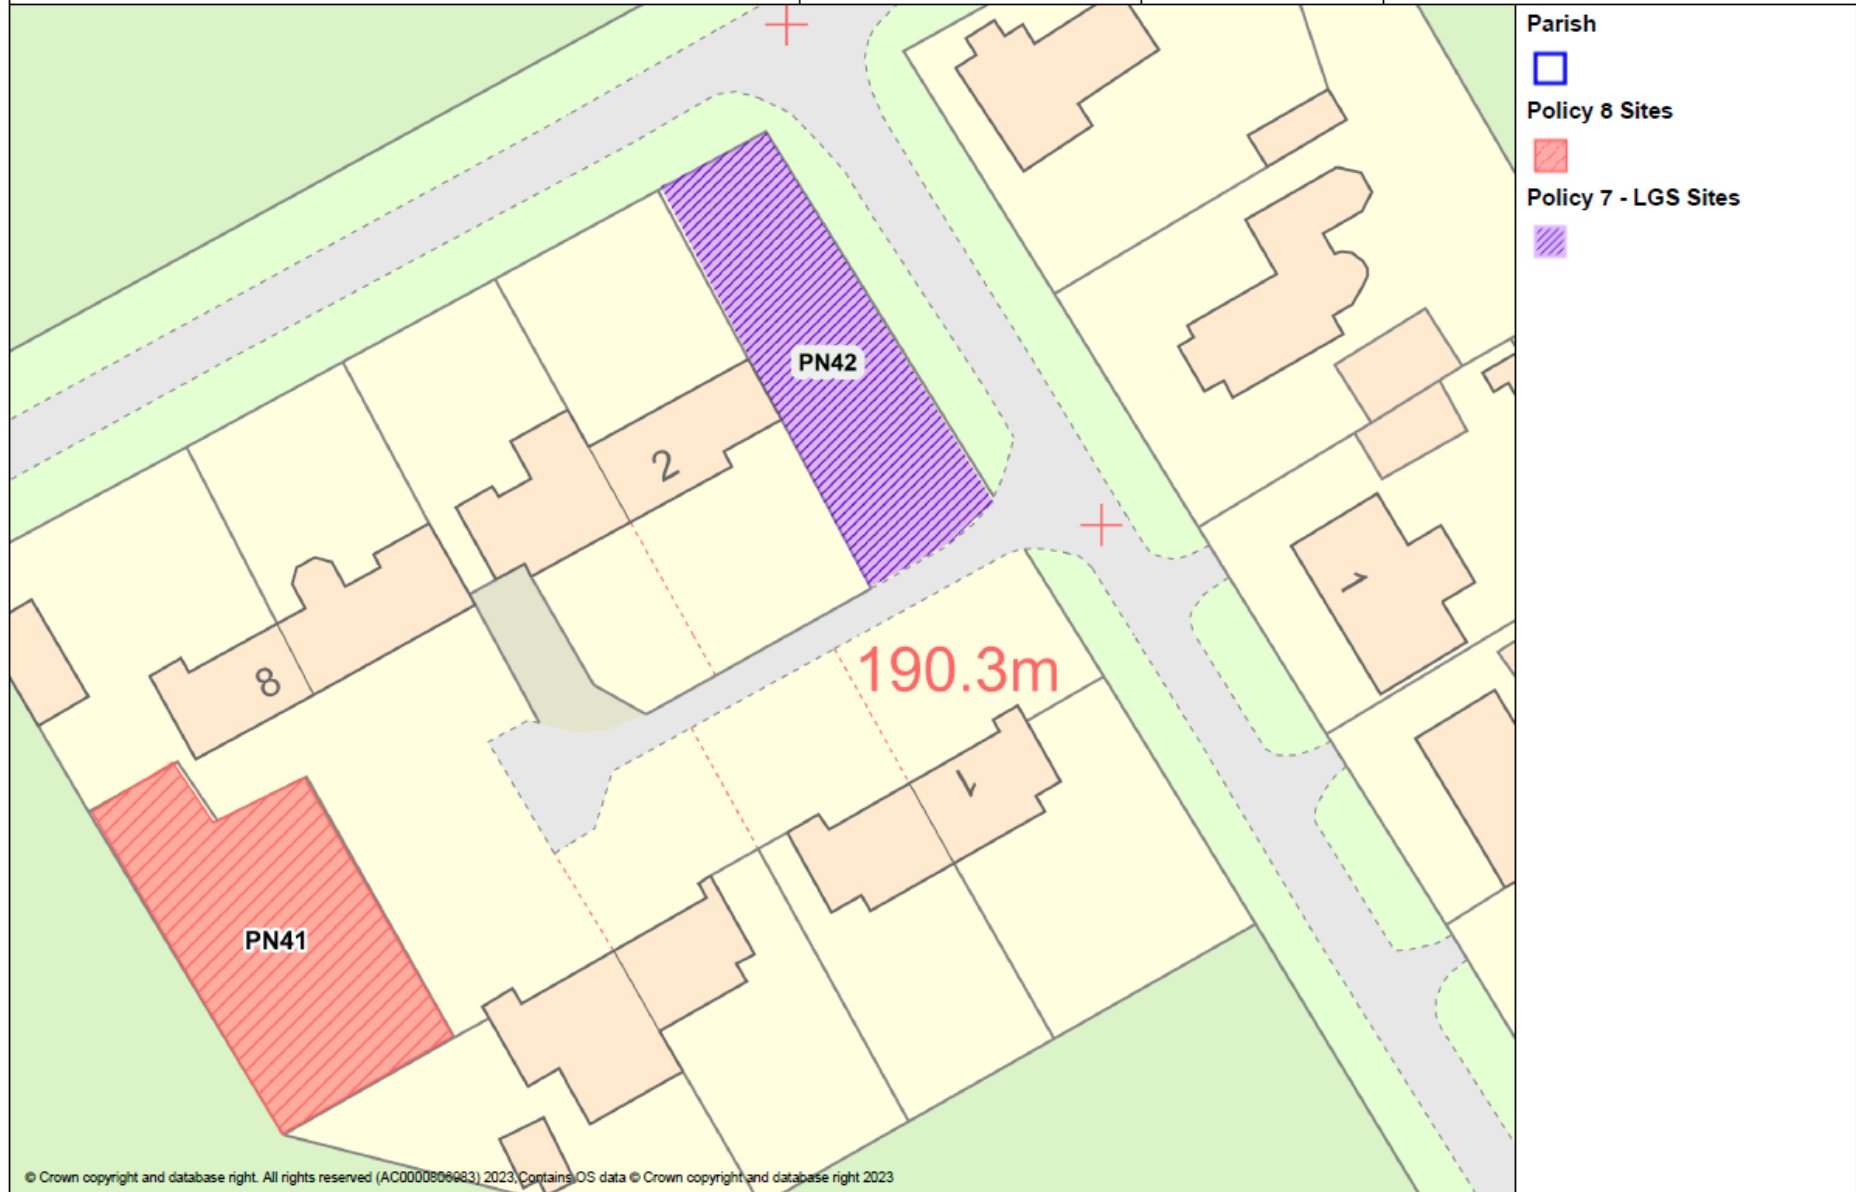 Parish
Policy 8 Sites
Policy 7 - LGS Sites
PN42
2
1
8
190.3m
1
PN41
© Crown copyright and database right. All rights reserved (AC0000806083) 2023,Contains OS data © Crown copyright and database right 2023